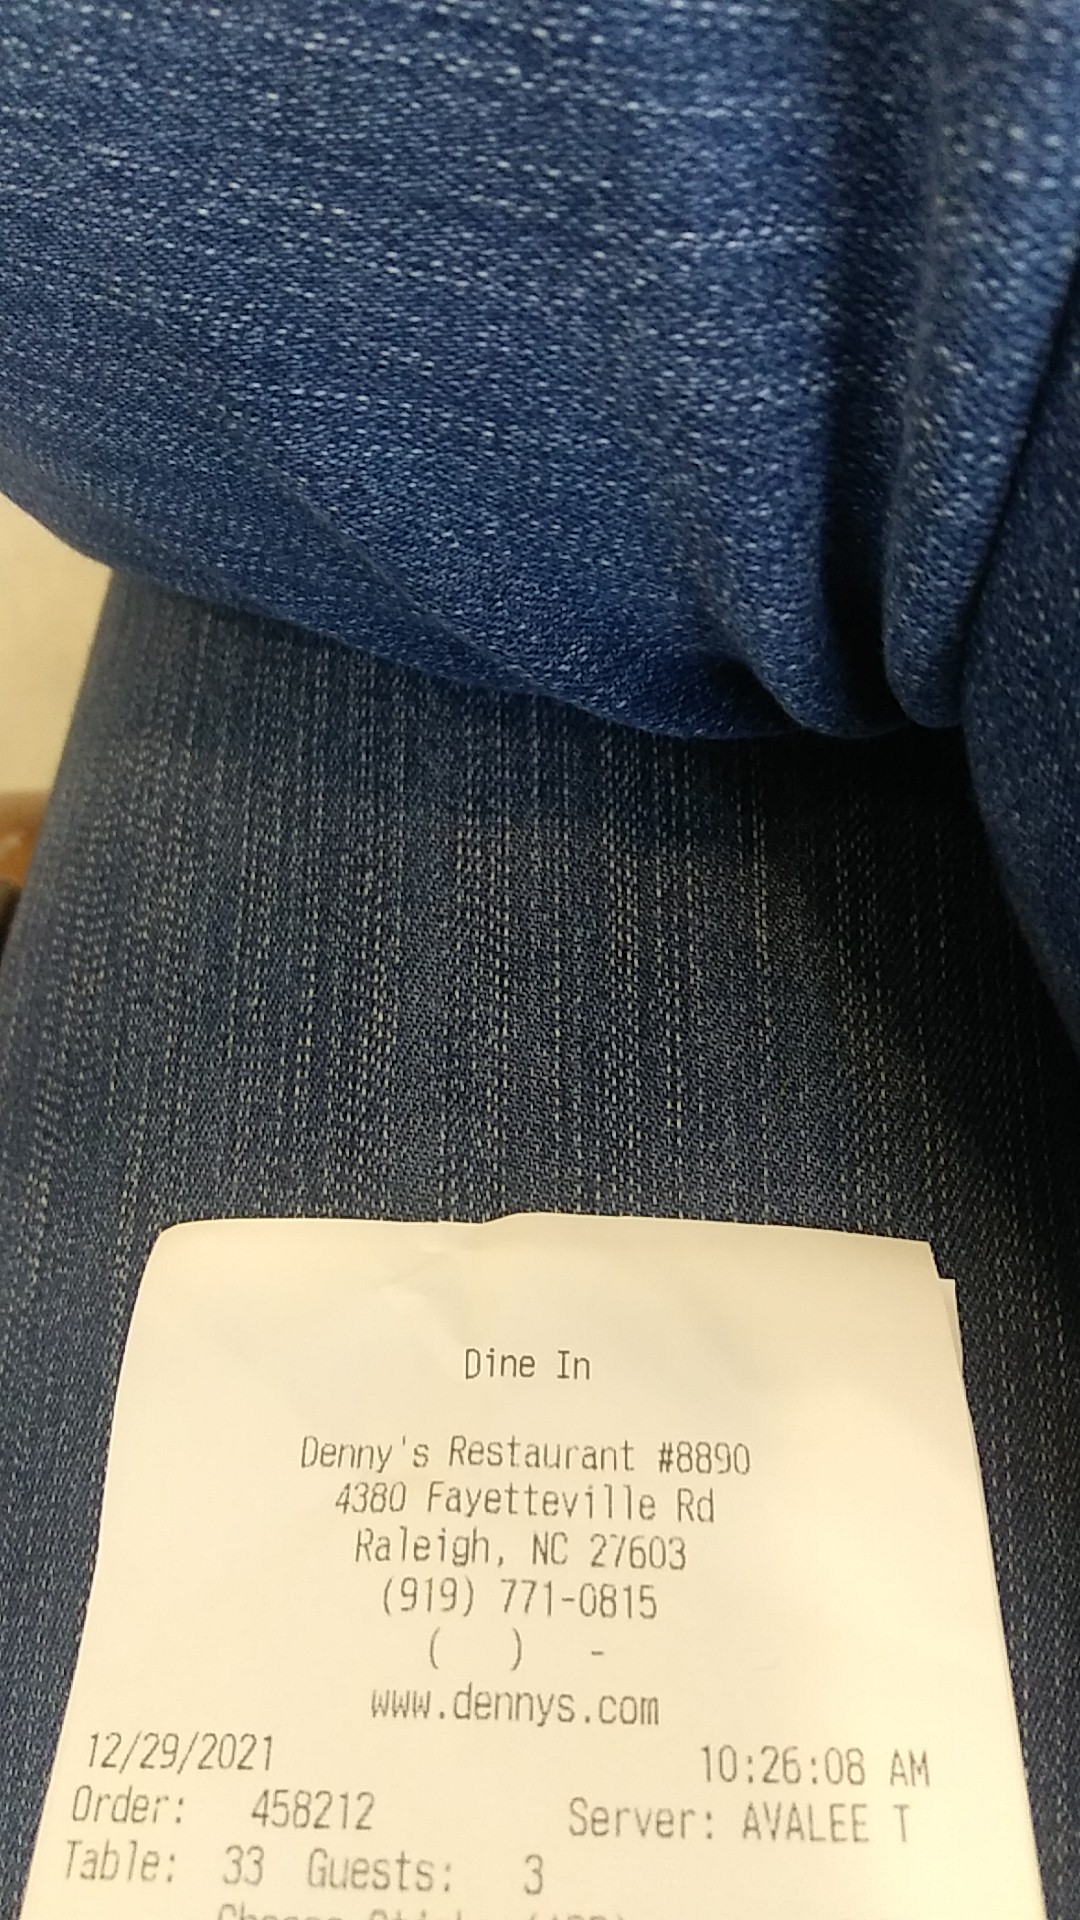 Dine In
Denny's Restaurant #8890
4380 Fayetteville Rd
Raleigh, NC 27603
(919) 771-0815
( ) -
www.dennys.com
12/29/2021 10:26:08 AM
Order: 458212 Server: AVALEE T
Table: 33 Guests: 3